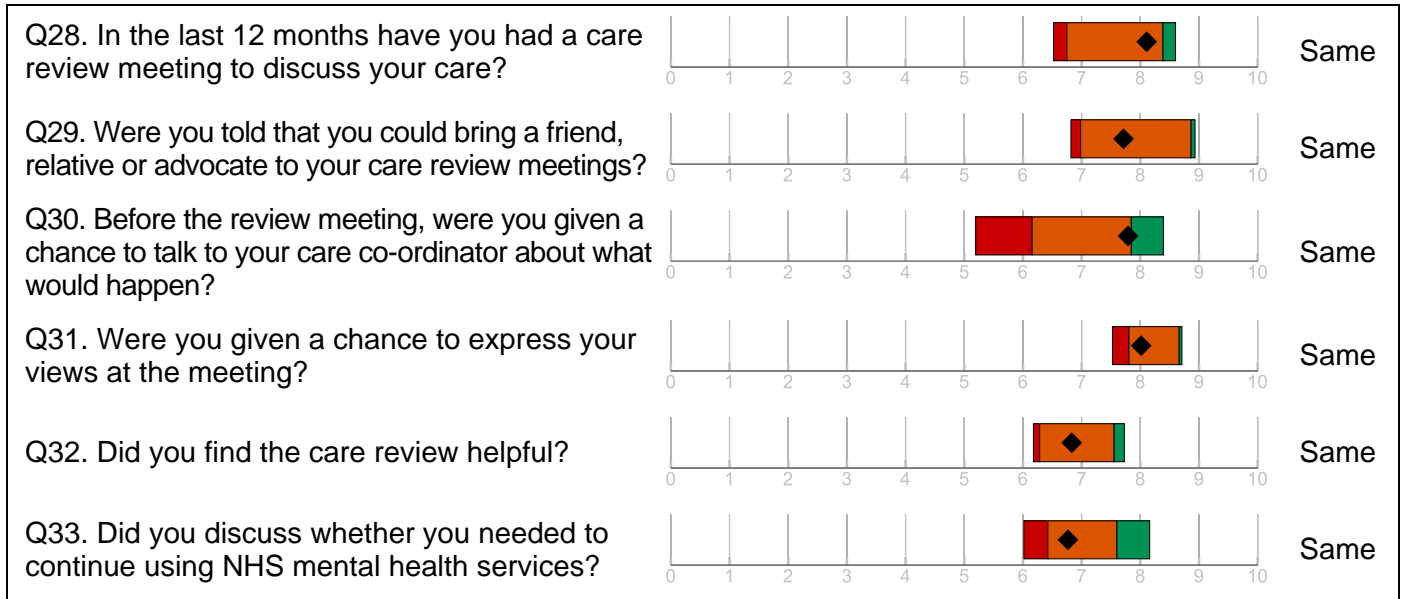 Q28. In the last 12 months have you had a care
review meeting to discuss your care?
0 1 2 3 4 5 6 7 8 9 10
Same
Q29. Were you told that you could bring a friend,
relative or advocate to your care review meetings?
0 1 2 3 4 5 6 7 8 9 10
Same
Q30. Before the review meeting, were you given a
chance to talk to your care co-ordinator about what
would happen?
0 1 2 3 4 5 6 7 8 9 10
Same
Q31. Were you given a chance to express your
views at the meeting?
0 1 2 3 4 5 6 7 8 9 10
Same
Q32. Did you find the care review helpful?
0 1 2 3 4 5 6 7 8 9 10
Same
Q33. Did you discuss whether you needed to
continue using NHS mental health services?
0 1 2 3 4 5 6 7 8 9 10
Same